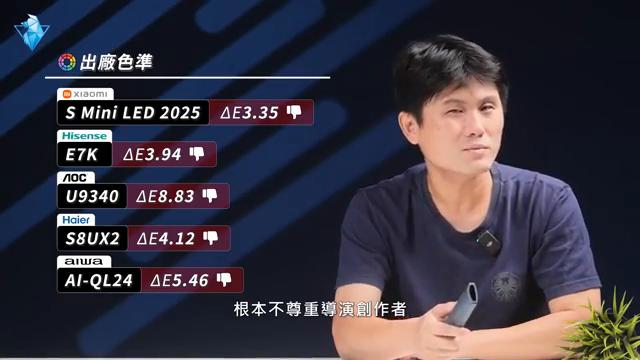 出廠色準
xiaomi
S Mini LED 2025 ΔE3.35
Hisense
E7K ΔE3.94
AOC
U9340 ΔE8.83
Haier
S8UX2 ΔE4.12
aiwa
AI-QL24 ΔE5.46
根本不尊重導演創作者